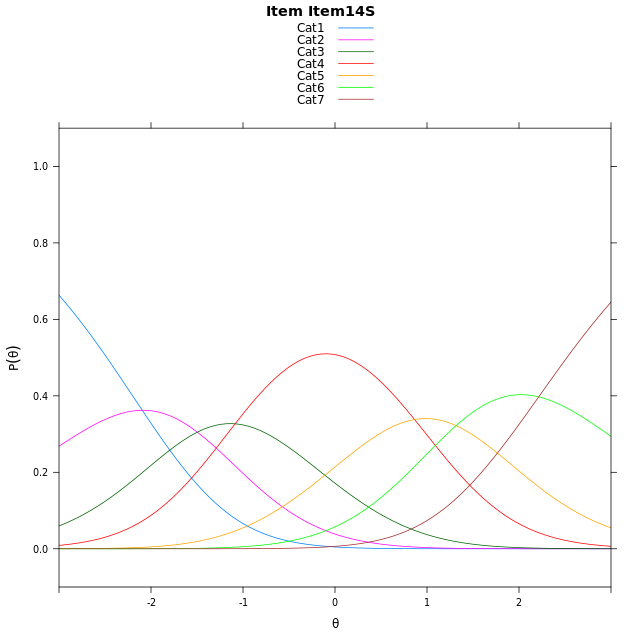 Item Item14S
Cat1
Cat2
Cat3
Cat4
Cat5
Cat6
Cat7
1.0
0.8
0.6
0.4
0.2
0.0
P(θ)
-2
-1
0
1
2
θ